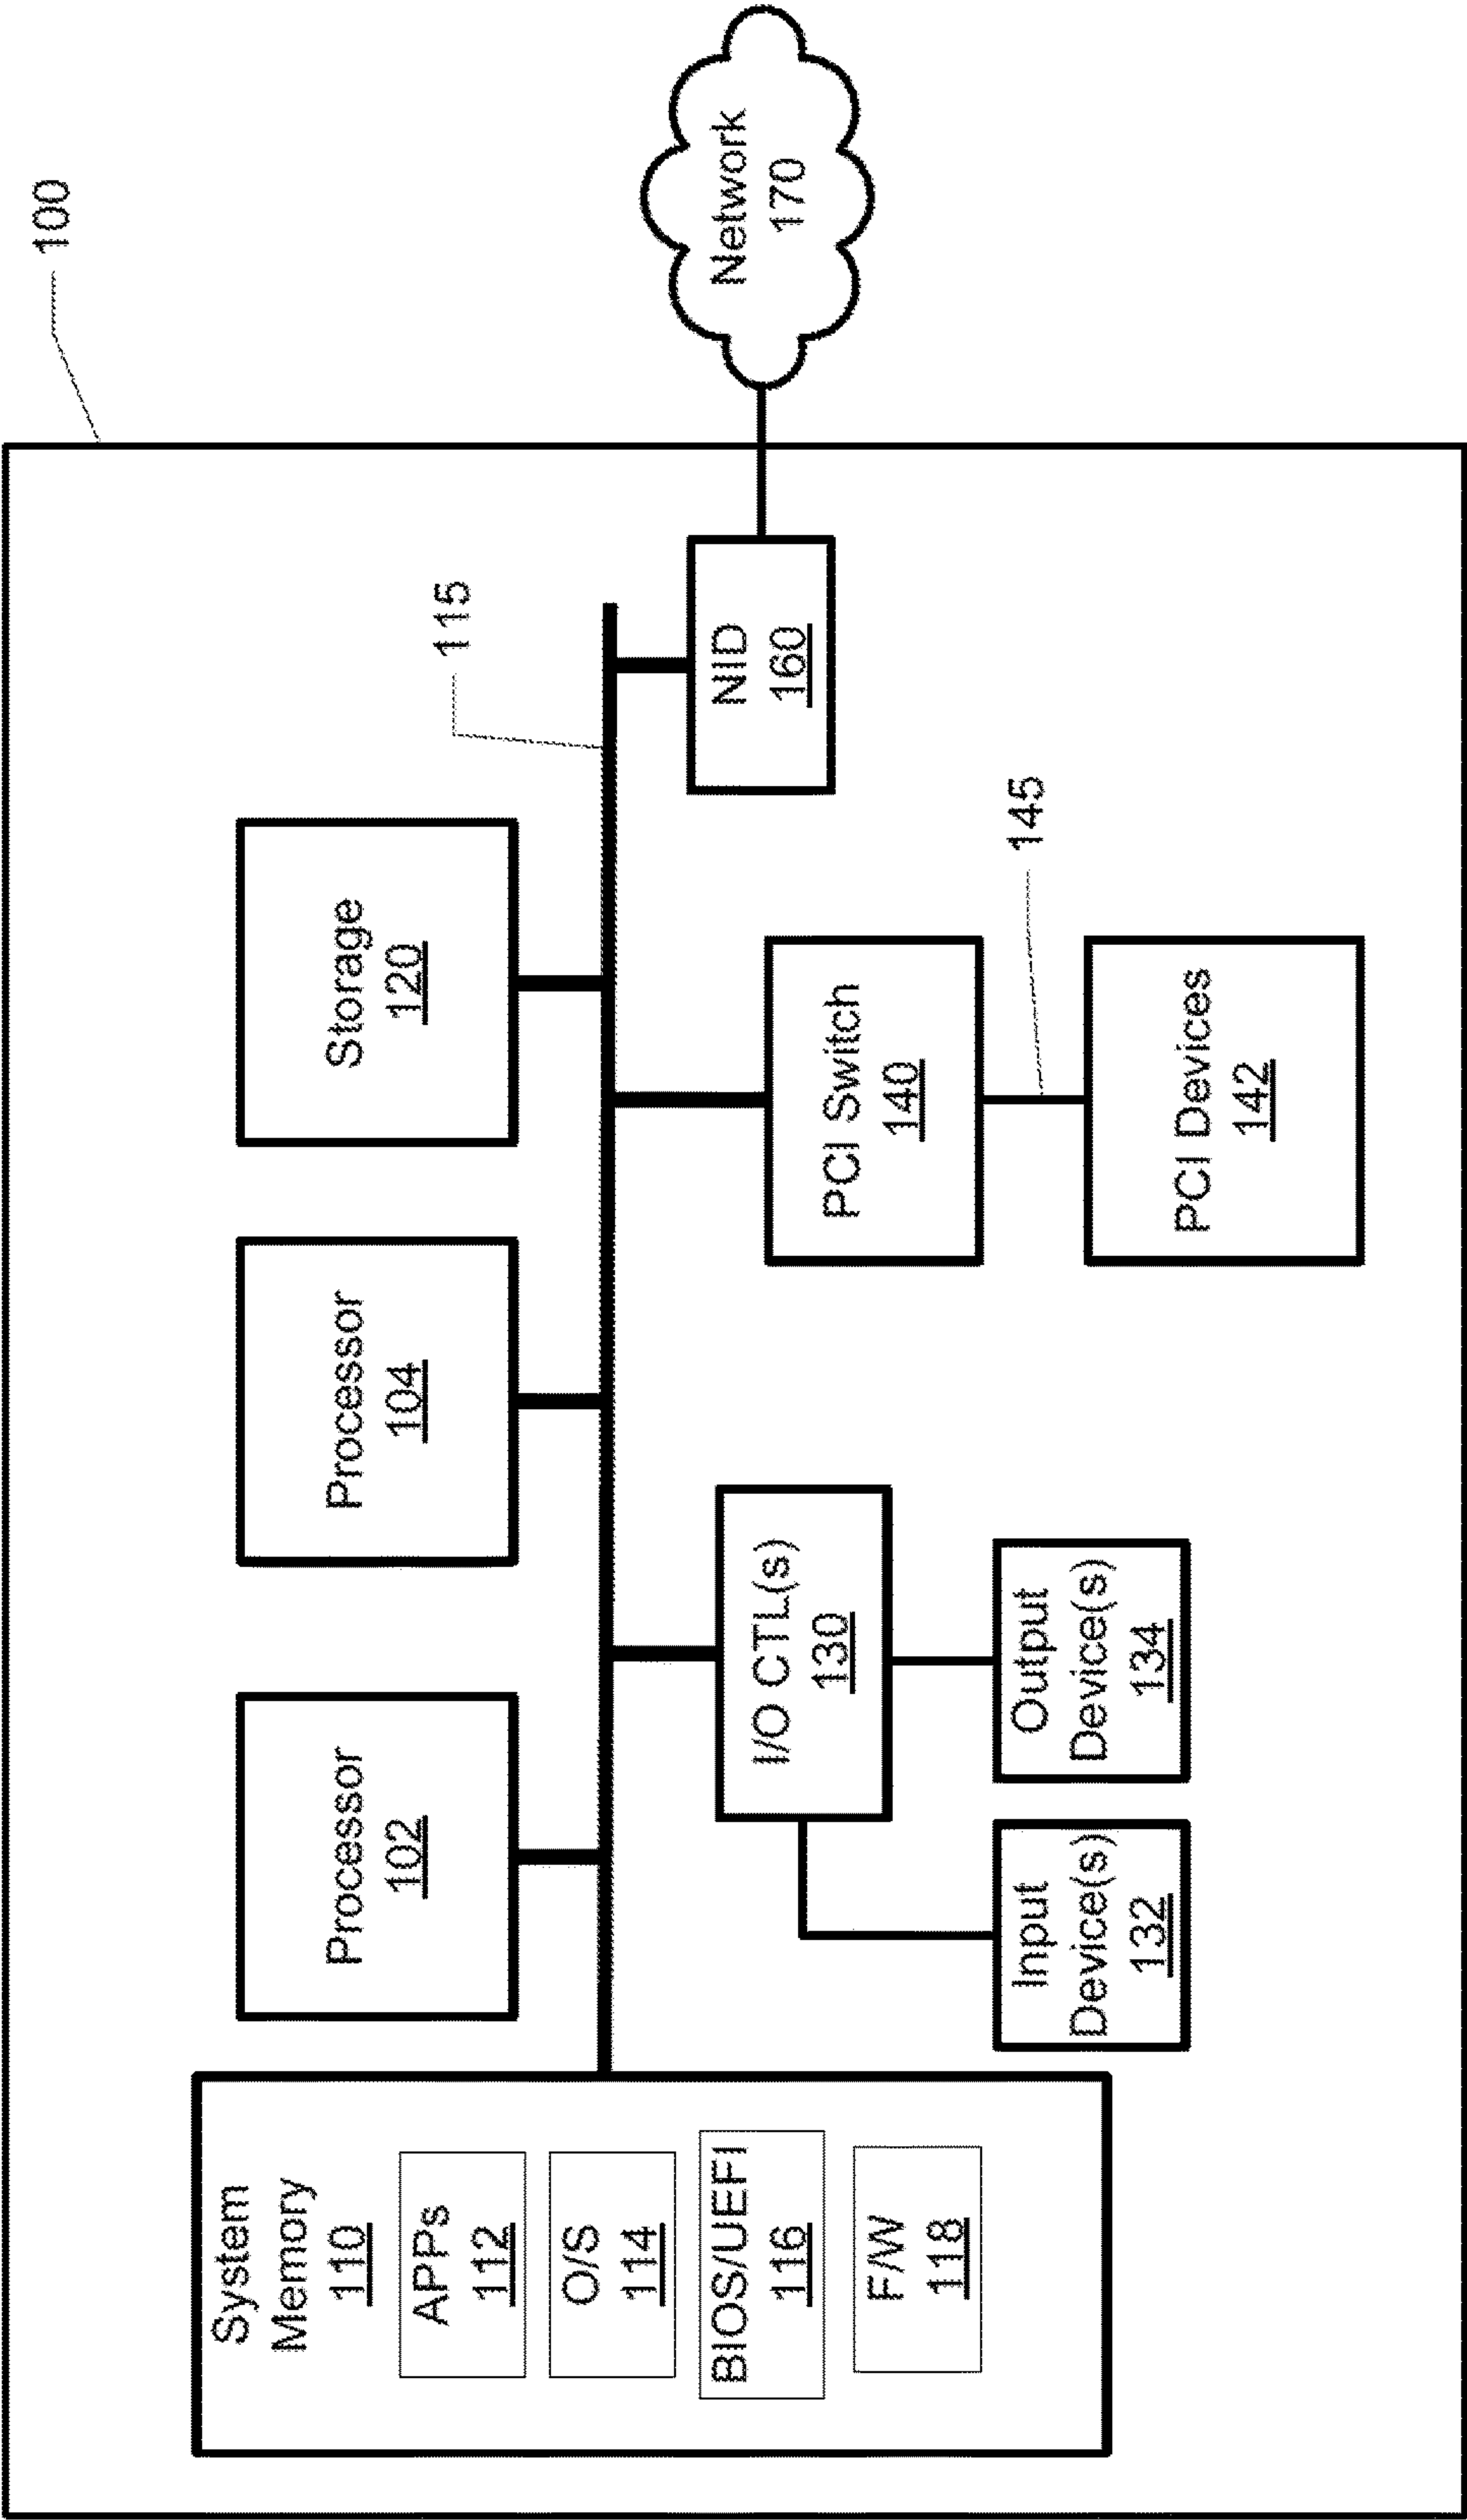 100
System
Memory
110
APPs
112
O/S
114
BIOS/UEFI
116
F/W
118
Processor
102
Processor
104
Storage
120
115
I/O CTL(s)
130
Input
Device(s)
132
Output
Device(s)
134
PCI Switch
140
145
PCI Devices
142
NID
160
Network
170